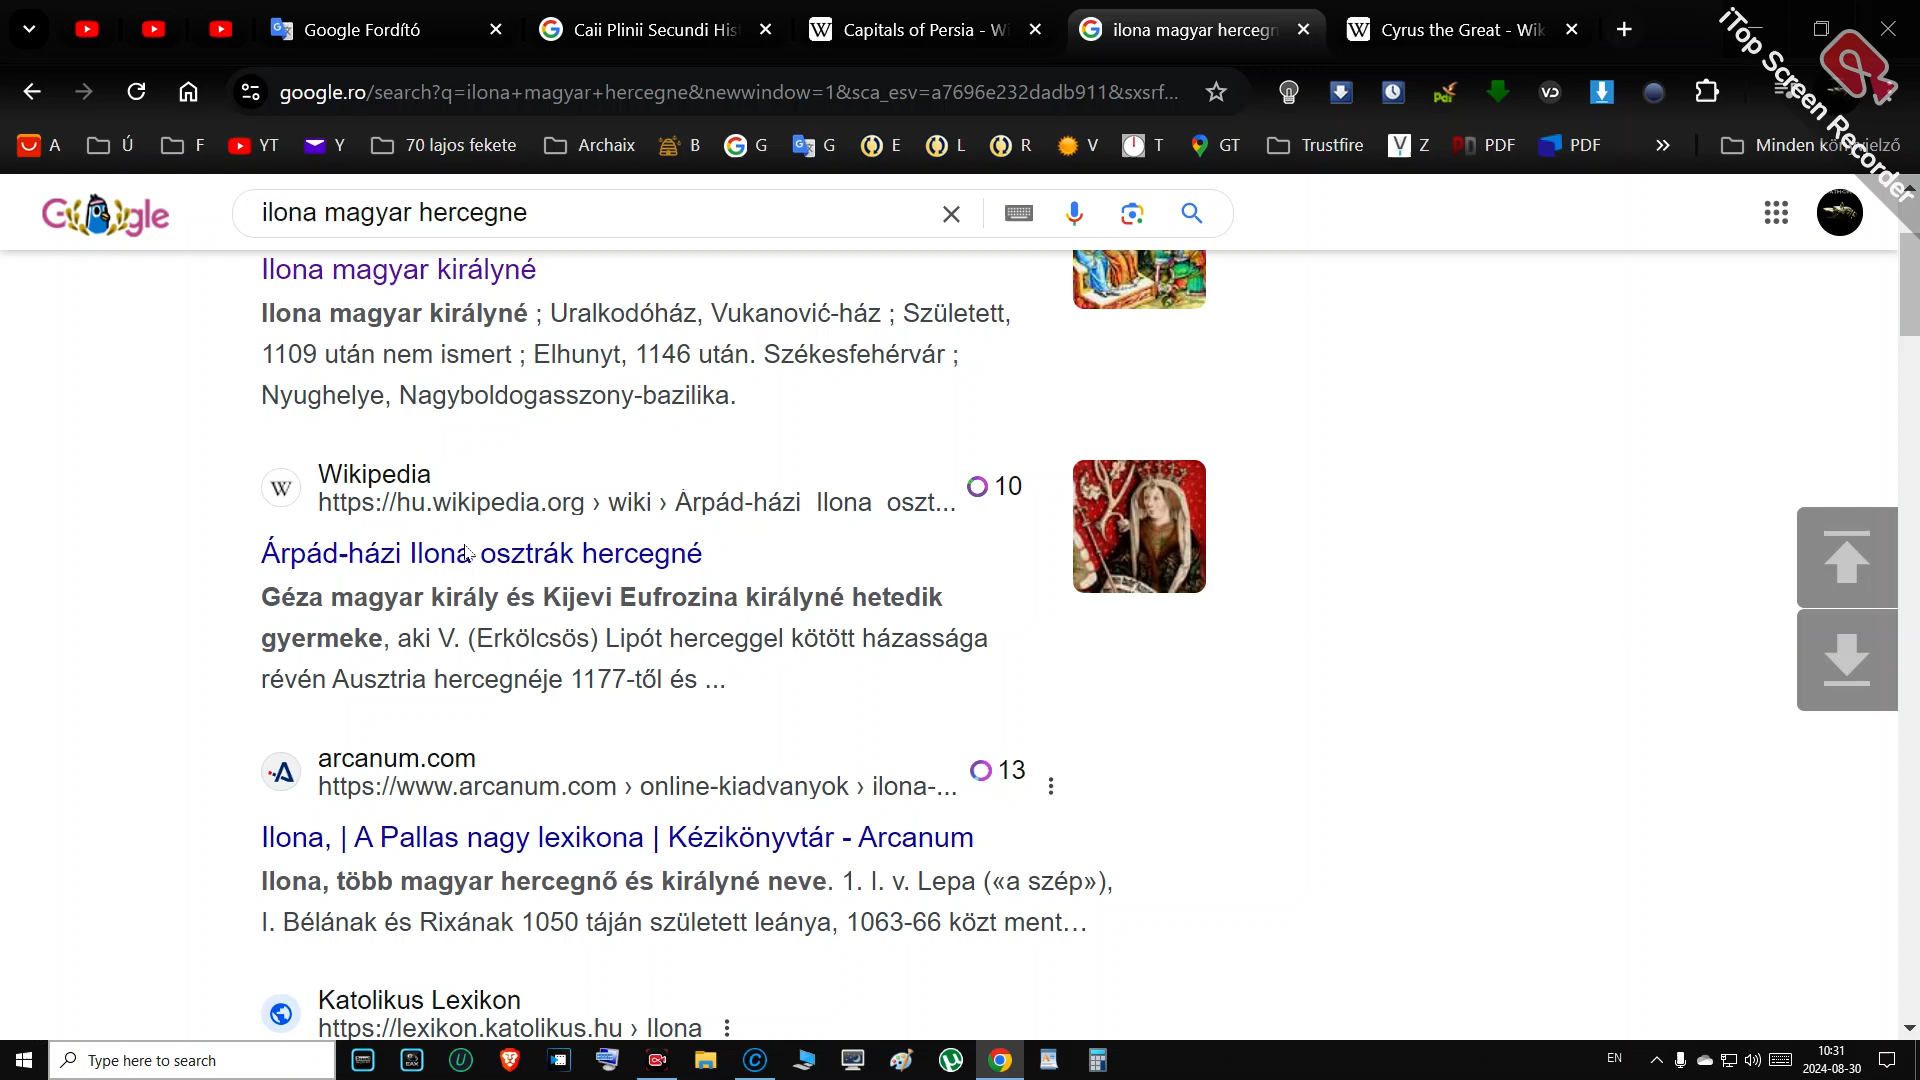 Google Fordító
Caii Plinii Secundi His
Capitals of Persia - Wi
ilona magyar hercegn
Cyrus the Great - Wik
google.ro/search?q=ilona+magyar+hercegne&newwindow=1&sca_esv=a7696e232dadb911&sxsrf...
iTop Screen Recorder
A
Ú
F
YT
Y
70 lajos fekete
Archaix
B
G
G
E
L
R
V
T
GT
Trustfire
Z
PDF
PDF
»
Minden könyvjelző
Google
ilona magyar hercegne
Ilona magyar királyné
Ilona magyar királyné ; Uralkodóház, Vukanović-ház ; Született,
1109 után nem ismert ; Elhunyt, 1146 után. Székesfehérvár ;
Nyughelye, Nagyboldogasszony-bazilika.
Wikipedia
https://hu.wikipedia.org › wiki › Árpád-házi_Ilona_oszt...
10
Árpád-házi Ilona osztrák hercegné
Géza magyar király és Kijevi Eufrozina királyné hetedik
gyermeke, aki V. (Erkölcsös) Lipót herceggel kötött házassága
révén Ausztria hercegnéje 1177-től és ...
arcanum.com
https://www.arcanum.com › online-kiadvanyok › ilona-...
13
Ilona, | A Pallas nagy lexikona | Kézikönyvtár - Arcanum
Ilona, több magyar hercegnő és királyné neve. 1. I. v. Lepa («a szép»),
I. Bélának és Rixának 1050 táján született leánya, 1063-66 közt ment...
Katolikus Lexikon
https://lexikon.katolikus.hu › Ilona
Type here to search
EN
10:31
2024-08-30